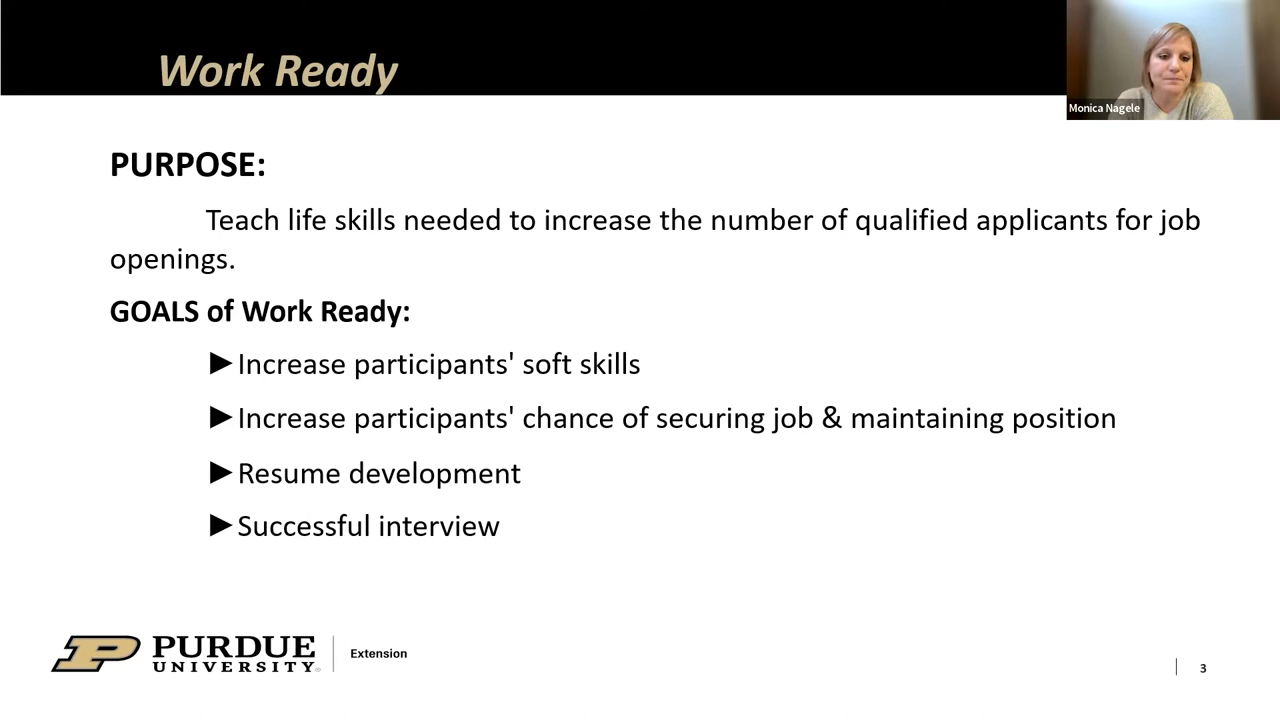 Work Ready
Monica Nagele
PURPOSE:
Teach life skills needed to increase the number of qualified applicants for job
openings.
GOALS of Work Ready:
►Increase participants' soft skills
►Increase participants' chance of securing job & maintaining position
►Resume development
►Successful interview
P PURDUE
UNIVERSITY®
Extension
3